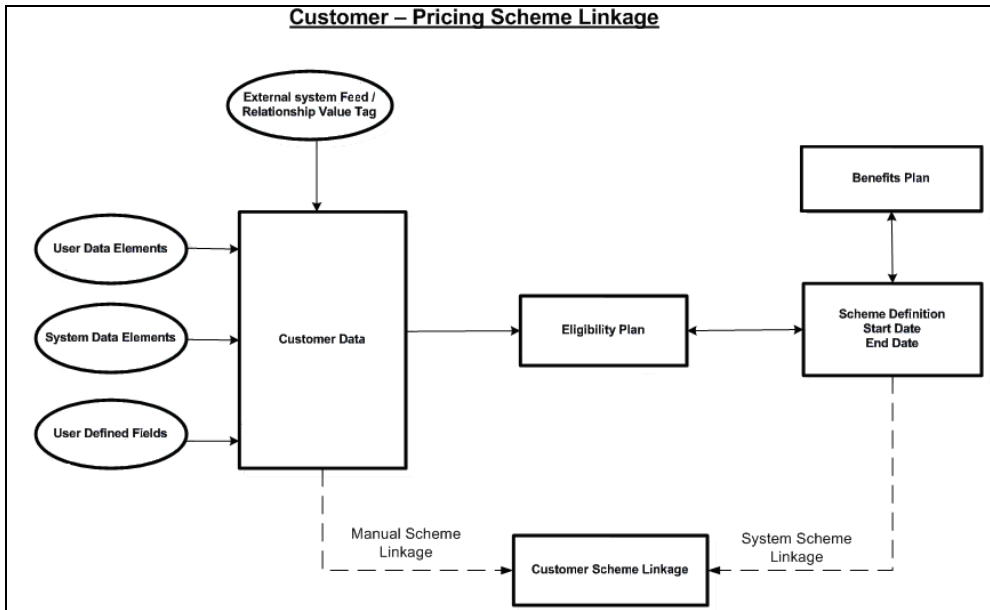 Customer – Pricing Scheme Linkage
External system Feed /
Relationship Value Tag
Benefits Plan
User Data Elements
System Data Elements
Customer Data
Eligibility Plan
Scheme Definition
Start Date
End Date
User Defined Fields
Manual Scheme
Linkage
System Scheme
Linkage
Customer Scheme Linkage